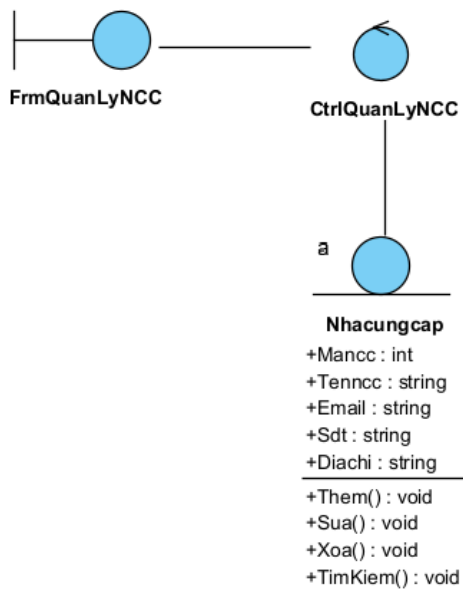 FrmQuanLyNCC
CtrlQuanLyNCC
a
Nhacungcap
+Mancc : int
+Tenncc : string
+Email : string
+Sdt : string
+Diachi : string
+Them() : void
+Sua() : void
+Xoa() : void
+TimKiem() : void